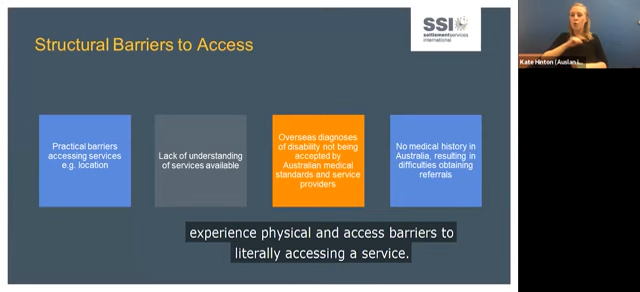 Structural Barriers to Access
SSI
settlement services
international
Kate Hinton (Auslan i...
Practical barriers
accessing services
e.g. location
Lack of understanding
of services available
Overseas diagnoses
of disability not being
accepted by
Australian medical
standards and service
providers
No medical history in
Australia, resulting in
difficulties obtaining
referrals
experience physical and access barriers to
literally accessing a service.